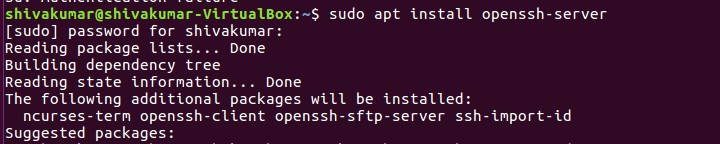 shivakumar@shivakumar-VirtualBox:~$ sudo apt install openssh-server
[sudo] password for shivakumar:
Reading package lists... Done
Building dependency tree
Reading state information... Done
The following additional packages will be installed:
  ncurses-term openssh-client openssh-sftp-server ssh-import-id
Suggested packages: